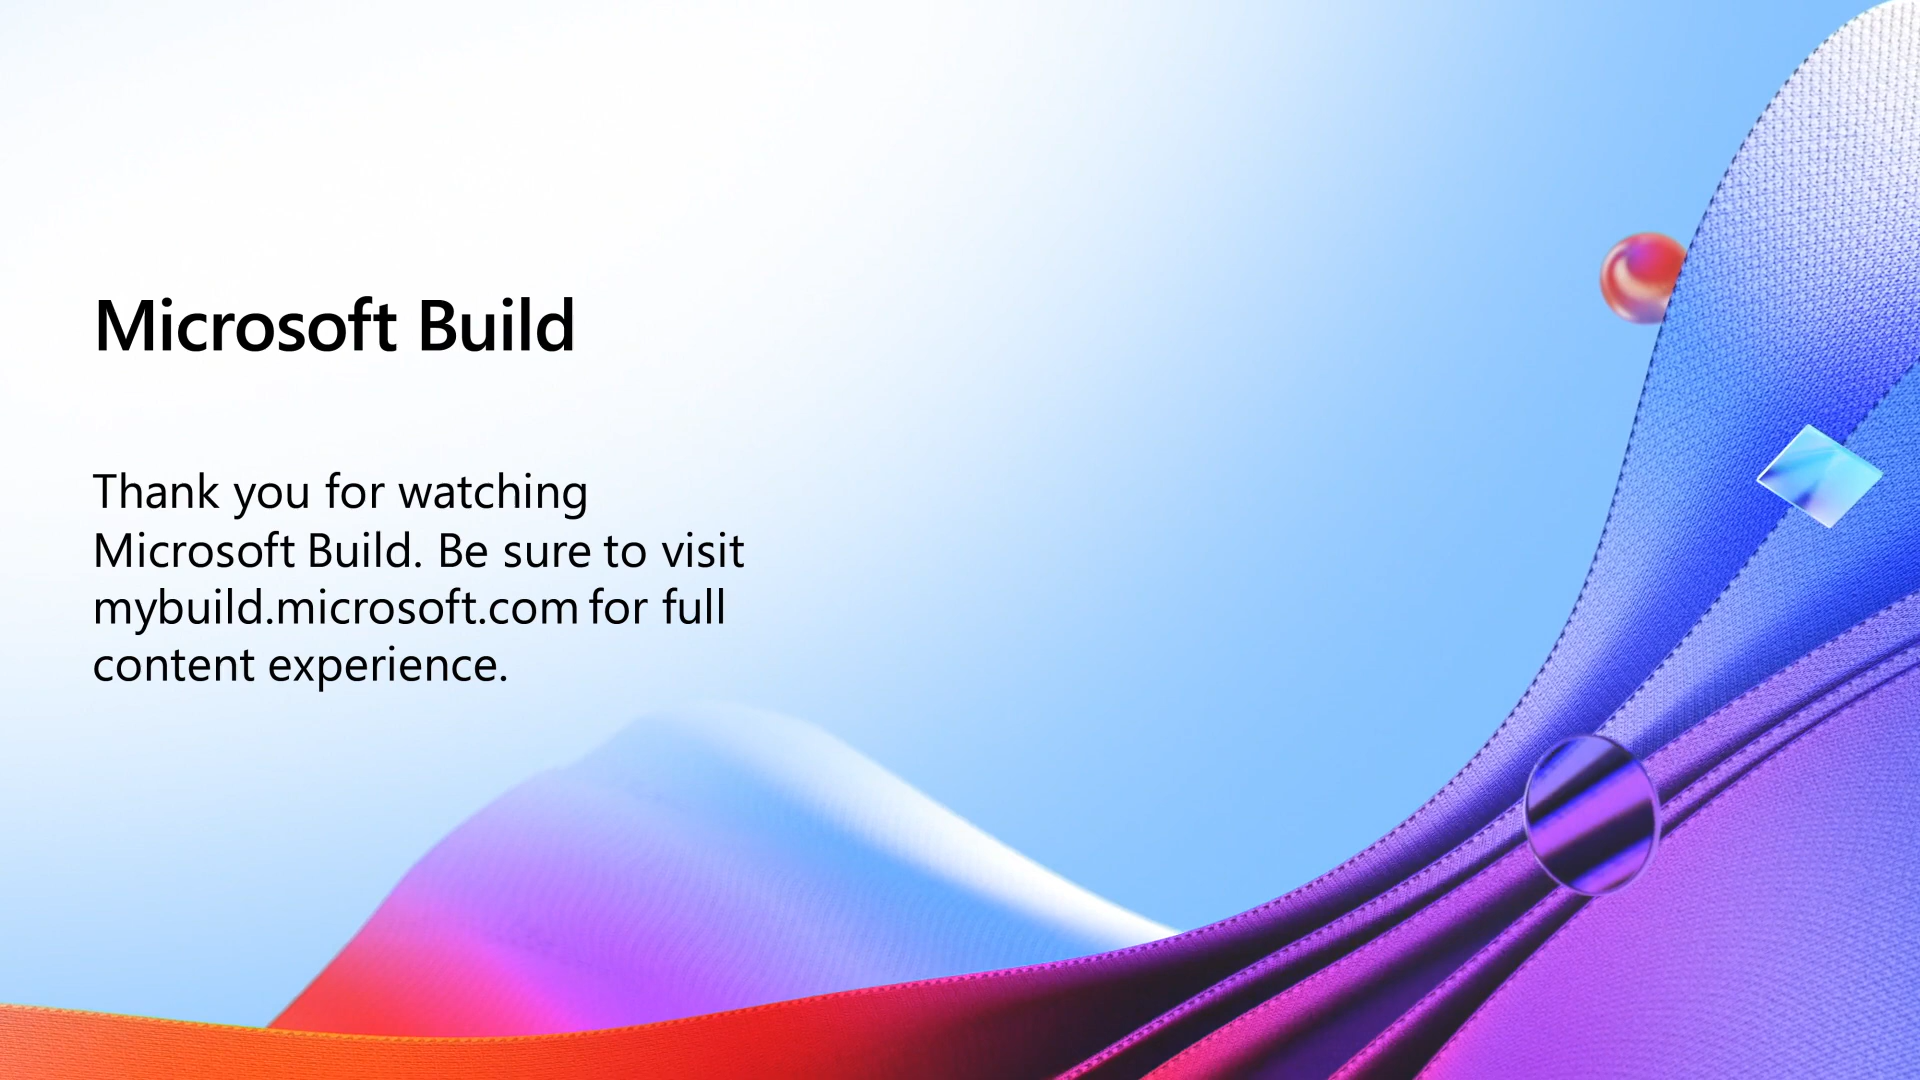 Microsoft Build
Thank you for watching
Microsoft Build. Be sure to visit
mybuild.microsoft.com for full
content experience.